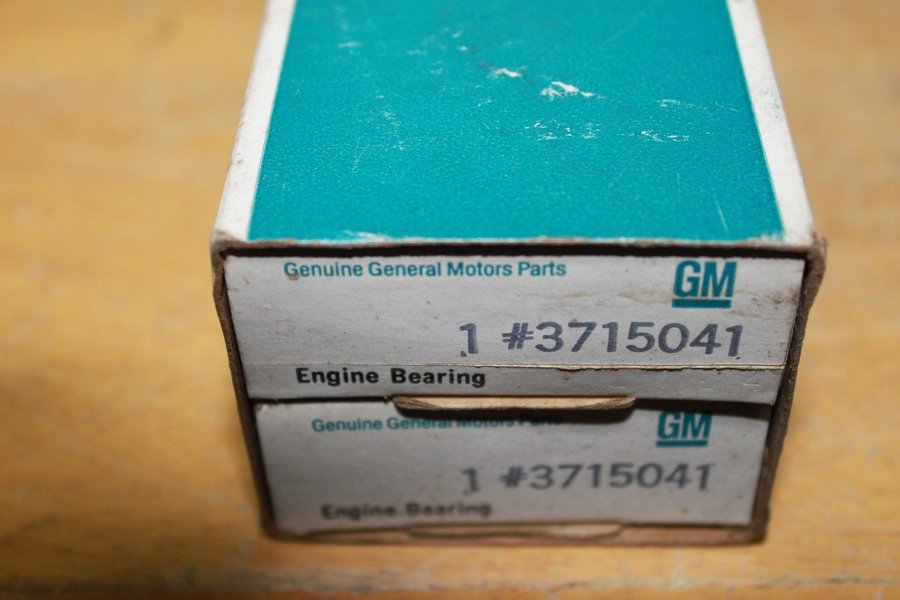 Genuine General Motors Parts
GM
1 #3715041
Engine Bearing
Genuine General Motors Parts
GM
1 #3715041
Engine Bearing